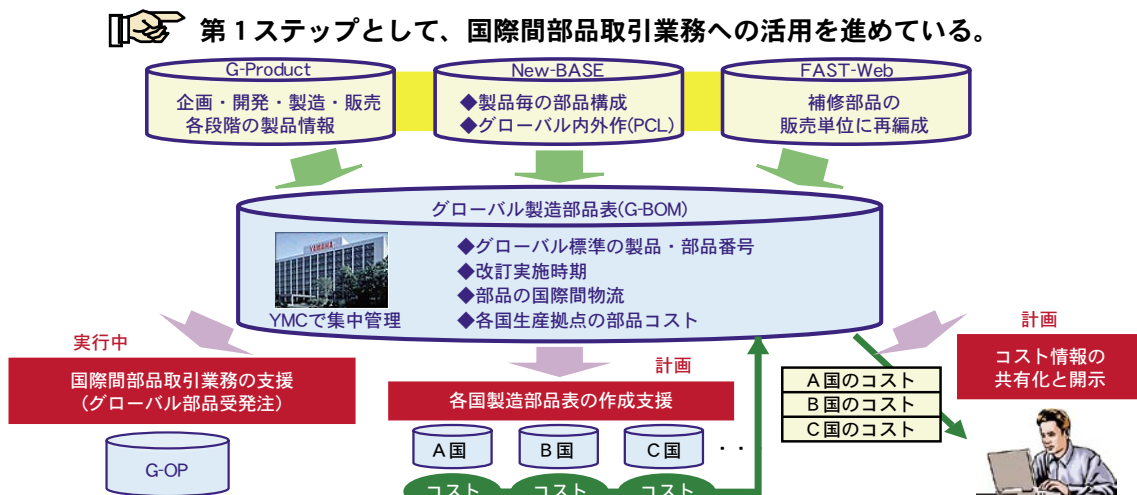 第1ステップとして、国際間部品取引業務への活用を進めている。
G-Product
企画・開発・製造・販売
各段階の製品情報
New-BASE
◆製品毎の部品構成
◆グローバル内外作(PCL)
FAST-Web
補修部品の
販売単位に再編成
グローバル製造部品表(G-BOM)
YAMAHA
YMCで集中管理
◆グローバル標準の製品・部品番号
◆改訂実施時期
◆部品の国際間物流
◆各国生産拠点の部品コスト
実行中
国際間部品取引業務の支援
(グローバル部品受発注)
G-OP
計画
各国製造部品表の作成支援
A国
B国
C国
・・
コスト
コスト
コスト
A国のコスト
B国のコスト
C国のコスト
計画
コスト情報の
共有化と開示